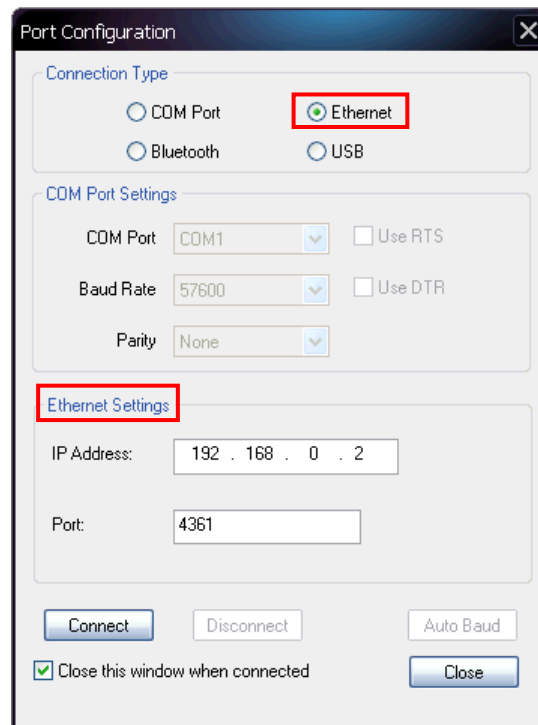 Port Configuration
Connection Type
COM Port Ethernet
Bluetooth USB
COM Port Settings
COM Port COM1 Use RTS
Baud Rate 57600 Use DTR
Parity None
Ethernet Settings
IP Address: 192 . 168 . 0 . 2
Port: 4361
Connect Disconnect Auto Baud
Close this window when connected Close